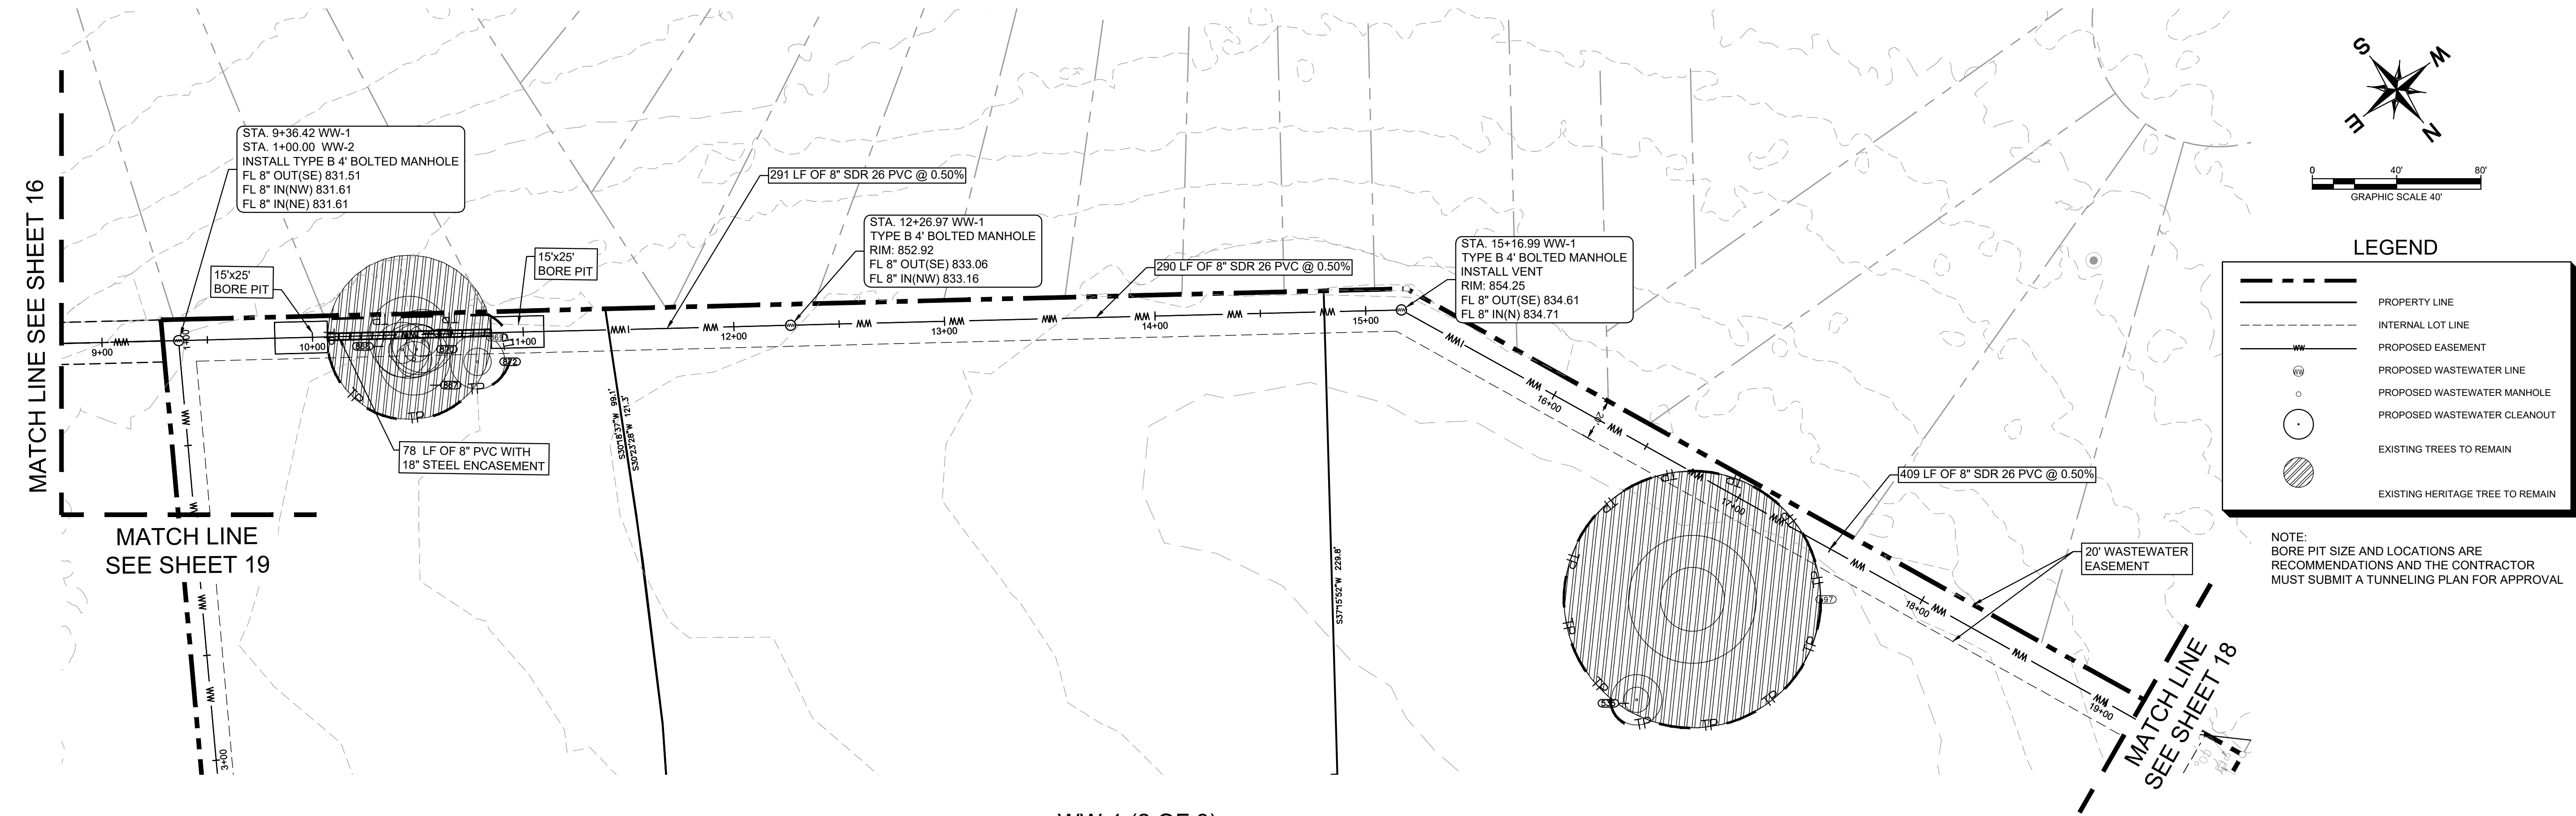 MATCH LINE SEE SHEET 16
STA. 9+36.42 WW-1
STA. 1+00.00 WW-2
INSTALL TYPE B 4' BOLTED MANHOLE
FL 8" OUT(SE) 831.51
FL 8" IN(NW) 831.61
FL 8" IN(NE) 831.61
291 LF OF 8" SDR 26 PVC @ 0.50%
STA. 12+26.97 WW-1
TYPE B 4' BOLTED MANHOLE
RIM: 852.92
FL 8" OUT(SE) 833.06
FL 8" IN(NW) 833.16
290 LF OF 8" SDR 26 PVC @ 0.50%
STA. 15+16.99 WW-1
TYPE B 4' BOLTED MANHOLE
INSTALL VENT
RIM: 854.25
FL 8" OUT(SE) 834.61
FL 8" IN(N) 834.71
15'x25'
BORE PIT
15'x25'
BORE PIT
9+00
1+00
10+00
11+00
12+00
13+00
14+00
15+00
16+00
17+00
18+00
19+00
3+00
WW
TP
872
887
S30°18'37"W 99.1'
S30°23'28"W 121.3'
S37°15'52"W 229.8'
78 LF OF 8" PVC WITH
18" STEEL ENCASEMENT
MATCH LINE
SEE SHEET 19
409 LF OF 8" SDR 26 PVC @ 0.50%
20' WASTEWATER
EASEMENT
MATCH LINE
SEE SHEET 18
S
W
E
N
0 40' 80'
GRAPHIC SCALE 40'
LEGEND
PROPERTY LINE
INTERNAL LOT LINE
WW PROPOSED EASEMENT
WW PROPOSED WASTEWATER LINE
PROPOSED WASTEWATER MANHOLE
PROPOSED WASTEWATER CLEANOUT
EXISTING TREES TO REMAIN
EXISTING HERITAGE TREE TO REMAIN
NOTE:
BORE PIT SIZE AND LOCATIONS ARE
RECOMMENDATIONS AND THE CONTRACTOR
MUST SUBMIT A TUNNELING PLAN FOR APPROVAL